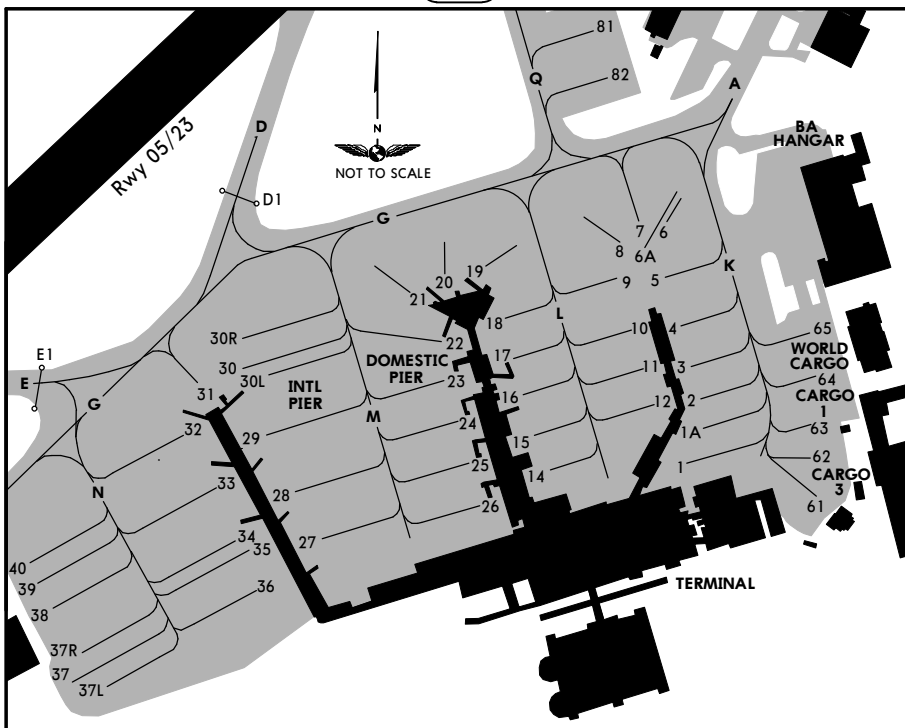 81
82
Q
A
D
BA
HANGAR
Rwy 05/23
N
NOT TO SCALE
D1
G
7
6
8
6A
K
20
19
21
9
5
18
L
10
4
65
30R
22
17
WORLD
CARGO
E1
30
DOMESTIC
PIER
11
3
64
E
30L
INTL
PIER
23
CARGO
1
31
16
12
2
G
M
24
63
32
29
15
1A
62
25
14
1
CARGO
3
33
N
28
26
61
34
27
35
40
39
36
TERMINAL
38
37R
37
37L